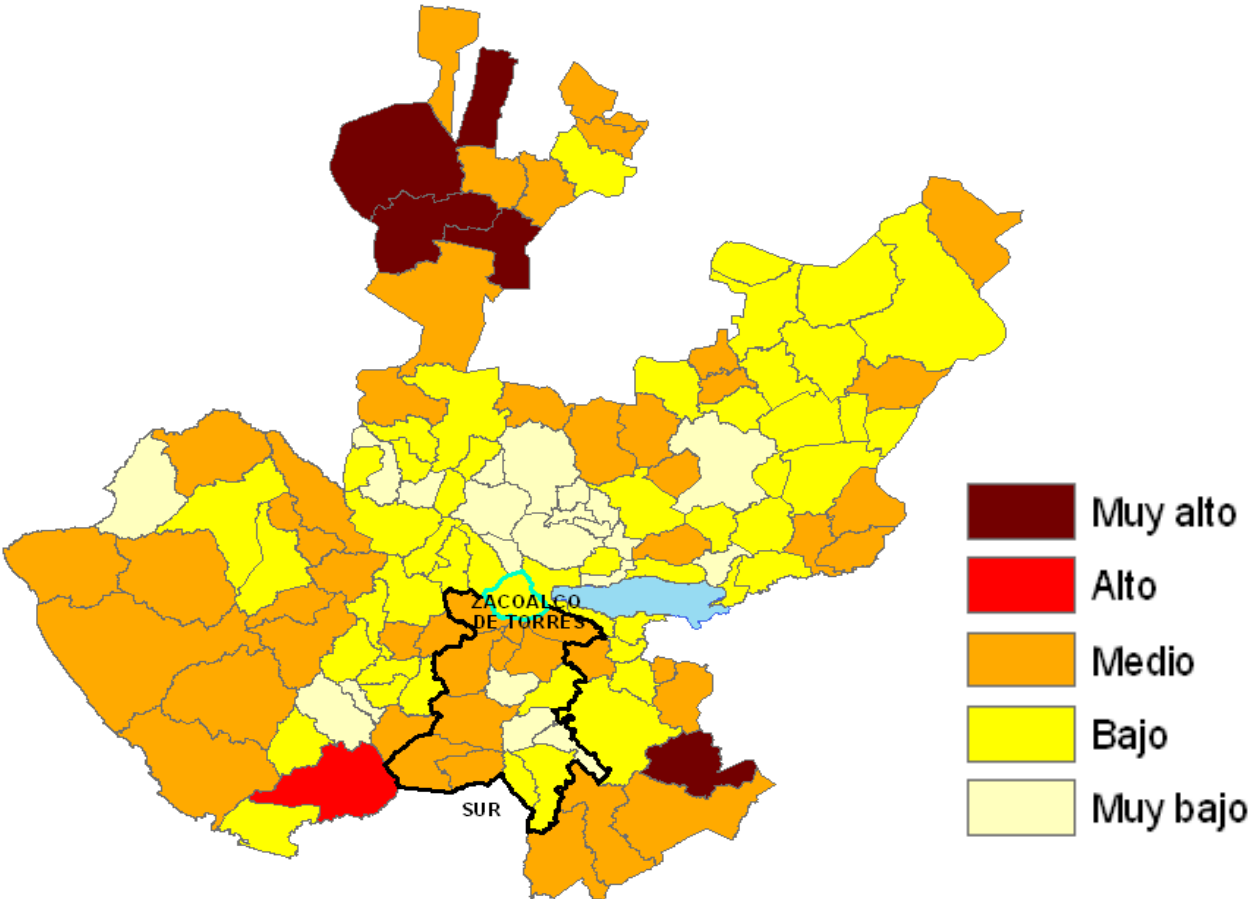 Muy alto
Alto
ZACOALCO
DE TORRES
Medio
Bajo
SUR
Muy bajo